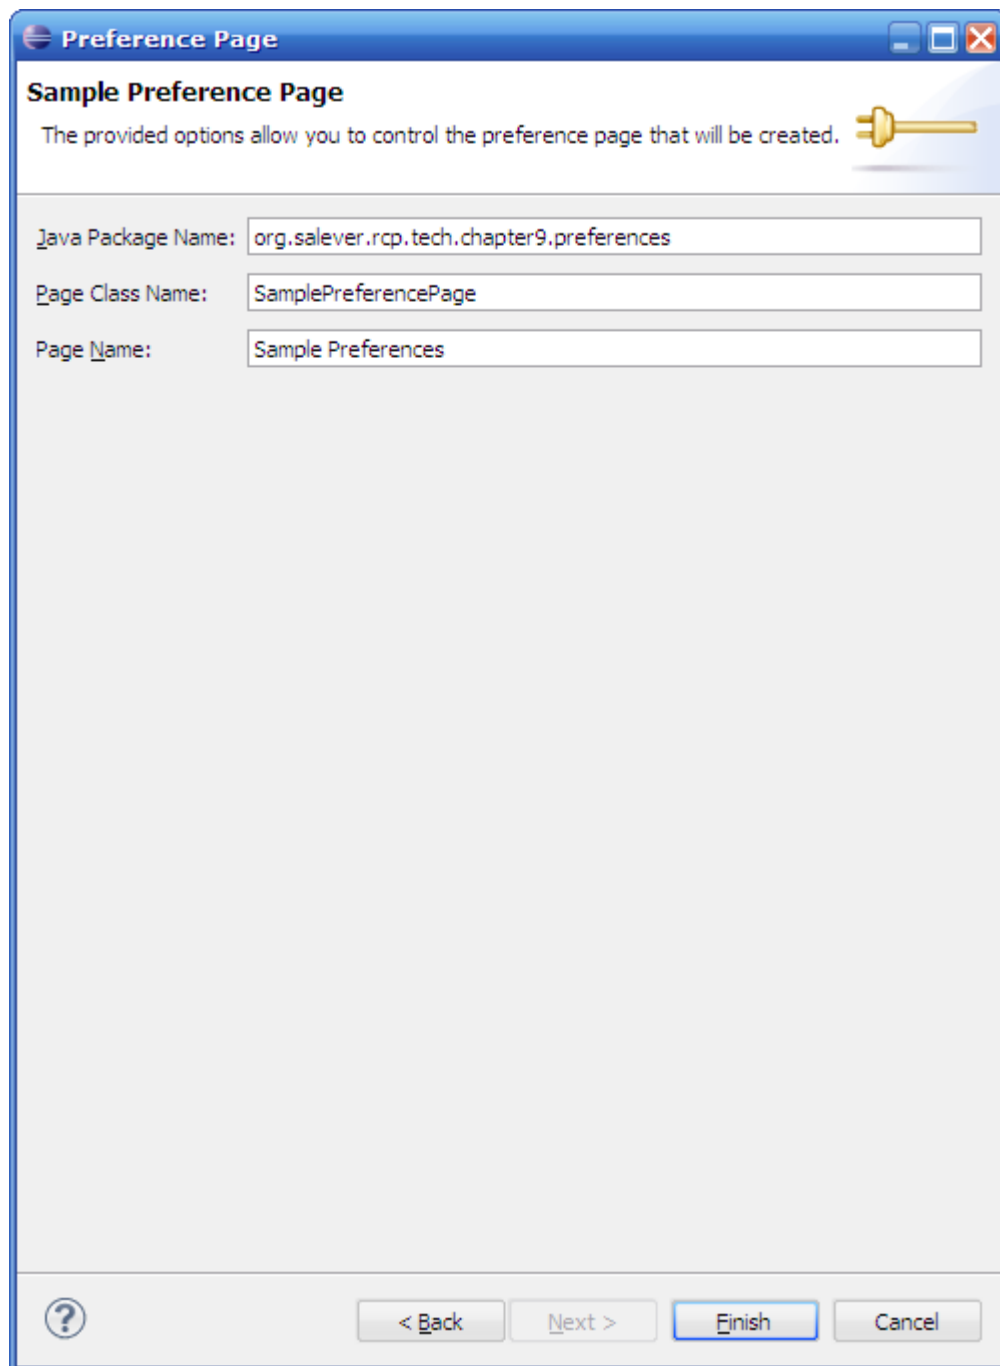 Preference Page
Sample Preference Page
The provided options allow you to control the preference page that will be created.
Java Package Name: org.salever.rcp.tech.chapter9.preferences
Page Class Name: SamplePreferencePage
Page Name: Sample Preferences
? < Back Next > Finish Cancel